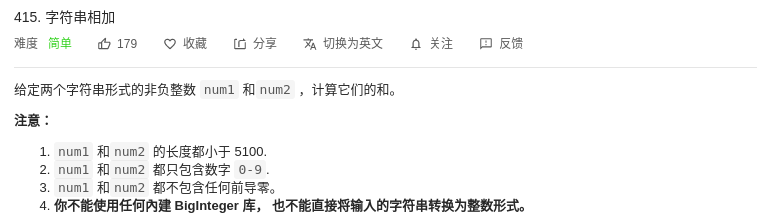 415. 字符串相加
难度 简单 179 收藏 分享 切换为英文 关注 反馈
给定两个字符串形式的非负整数 num1 和 num2 ，计算它们的和。
注意：
1. num1 和 num2 的长度都小于 5100.
2. num1 和 num2 都只包含数字 0-9 .
3. num1 和 num2 都不包含任何前导零。
4. 你不能使用任何內建 BigInteger 库， 也不能直接将输入的字符串转换为整数形式。